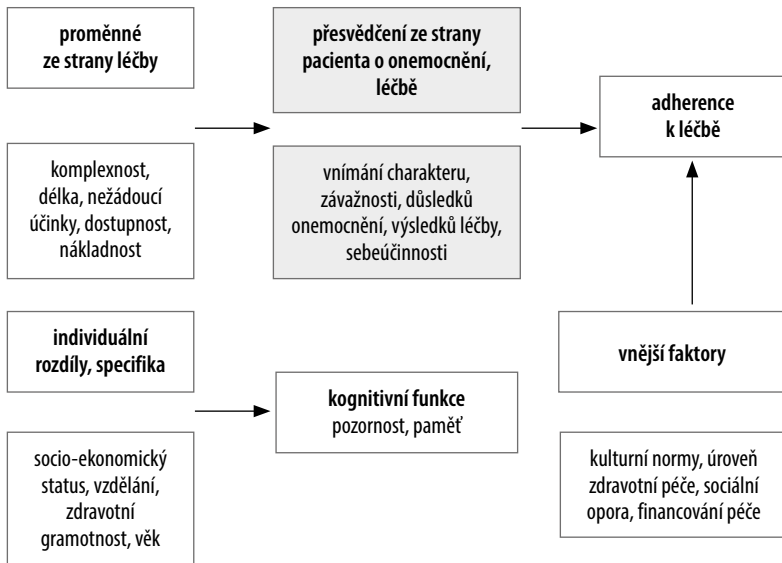 proměnné
ze strany léčby
přesvědčení ze strany
pacienta o onemocnění,
léčbě
adherence
k léčbě
komplexnost,
délka, nežádoucí
účinky, dostupnost,
nákladnost
vnímání charakteru,
závažnosti, důsledků
onemocnění, výsledků léčby,
sebeúčinnosti
individuální
rozdíly, specifika
kognitivní funkce
pozornost, paměť
vnější faktory
socio-ekonomický
status, vzdělání,
zdravotní
gramotnost, věk
kulturní normy, úroveň
zdravotní péče, sociální
opora, financování péče